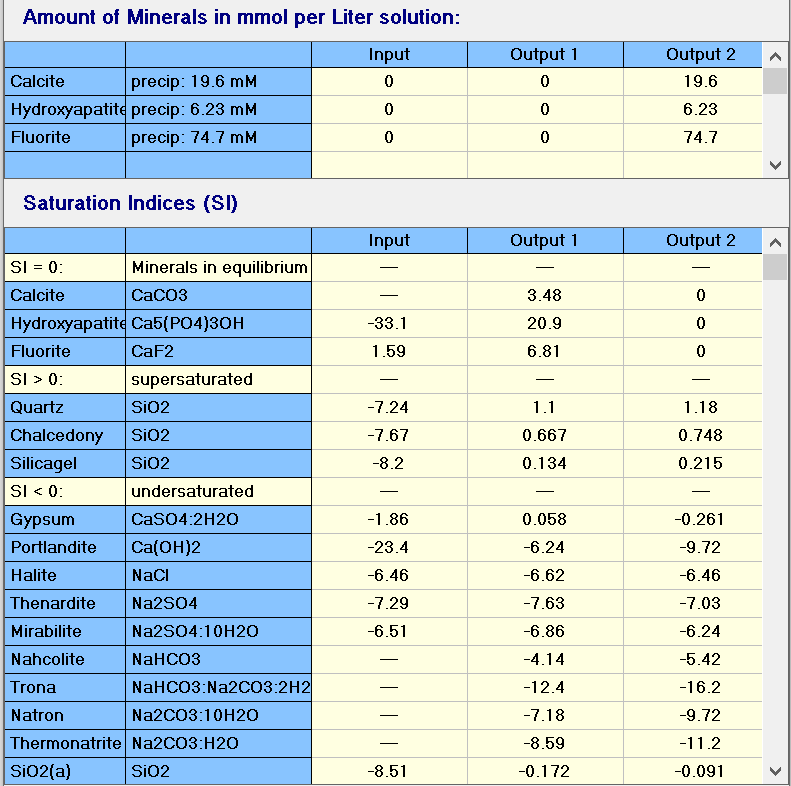 Amount of Minerals in mmol per Liter solution:
Input Output 1 Output 2
Calcite precip: 19.6 mM 0 0 19.6
Hydroxyapatite precip: 6.23 mM 0 0 6.23
Fluorite precip: 74.7 mM 0 0 74.7
Saturation Indices (SI)
Input Output 1 Output 2
SI = 0: Minerals in equilibrium — — —
Calcite CaCO3 — 3.48 0
Hydroxyapatite Ca5(PO4)3OH -33.1 20.9 0
Fluorite CaF2 1.59 6.81 0
SI > 0: supersaturated — — —
Quartz SiO2 -7.24 1.1 1.18
Chalcedony SiO2 -7.67 0.667 0.748
Silicagel SiO2 -8.2 0.134 0.215
SI < 0: undersaturated — — —
Gypsum CaSO4:2H2O -1.86 0.058 -0.261
Portlandite Ca(OH)2 -23.4 -6.24 -9.72
Halite NaCl -6.46 -6.62 -6.46
Thenardite Na2SO4 -7.29 -7.63 -7.03
Mirabilite Na2SO4:10H2O -6.51 -6.86 -6.24
Nahcolite NaHCO3 — -4.14 -5.42
Trona NaHCO3:Na2CO3:2H2 — -12.4 -16.2
Natron Na2CO3:10H2O — -7.18 -9.72
Thermonatrite Na2CO3:H2O — -8.59 -11.2
SiO2(a) SiO2 -8.51 -0.172 -0.091